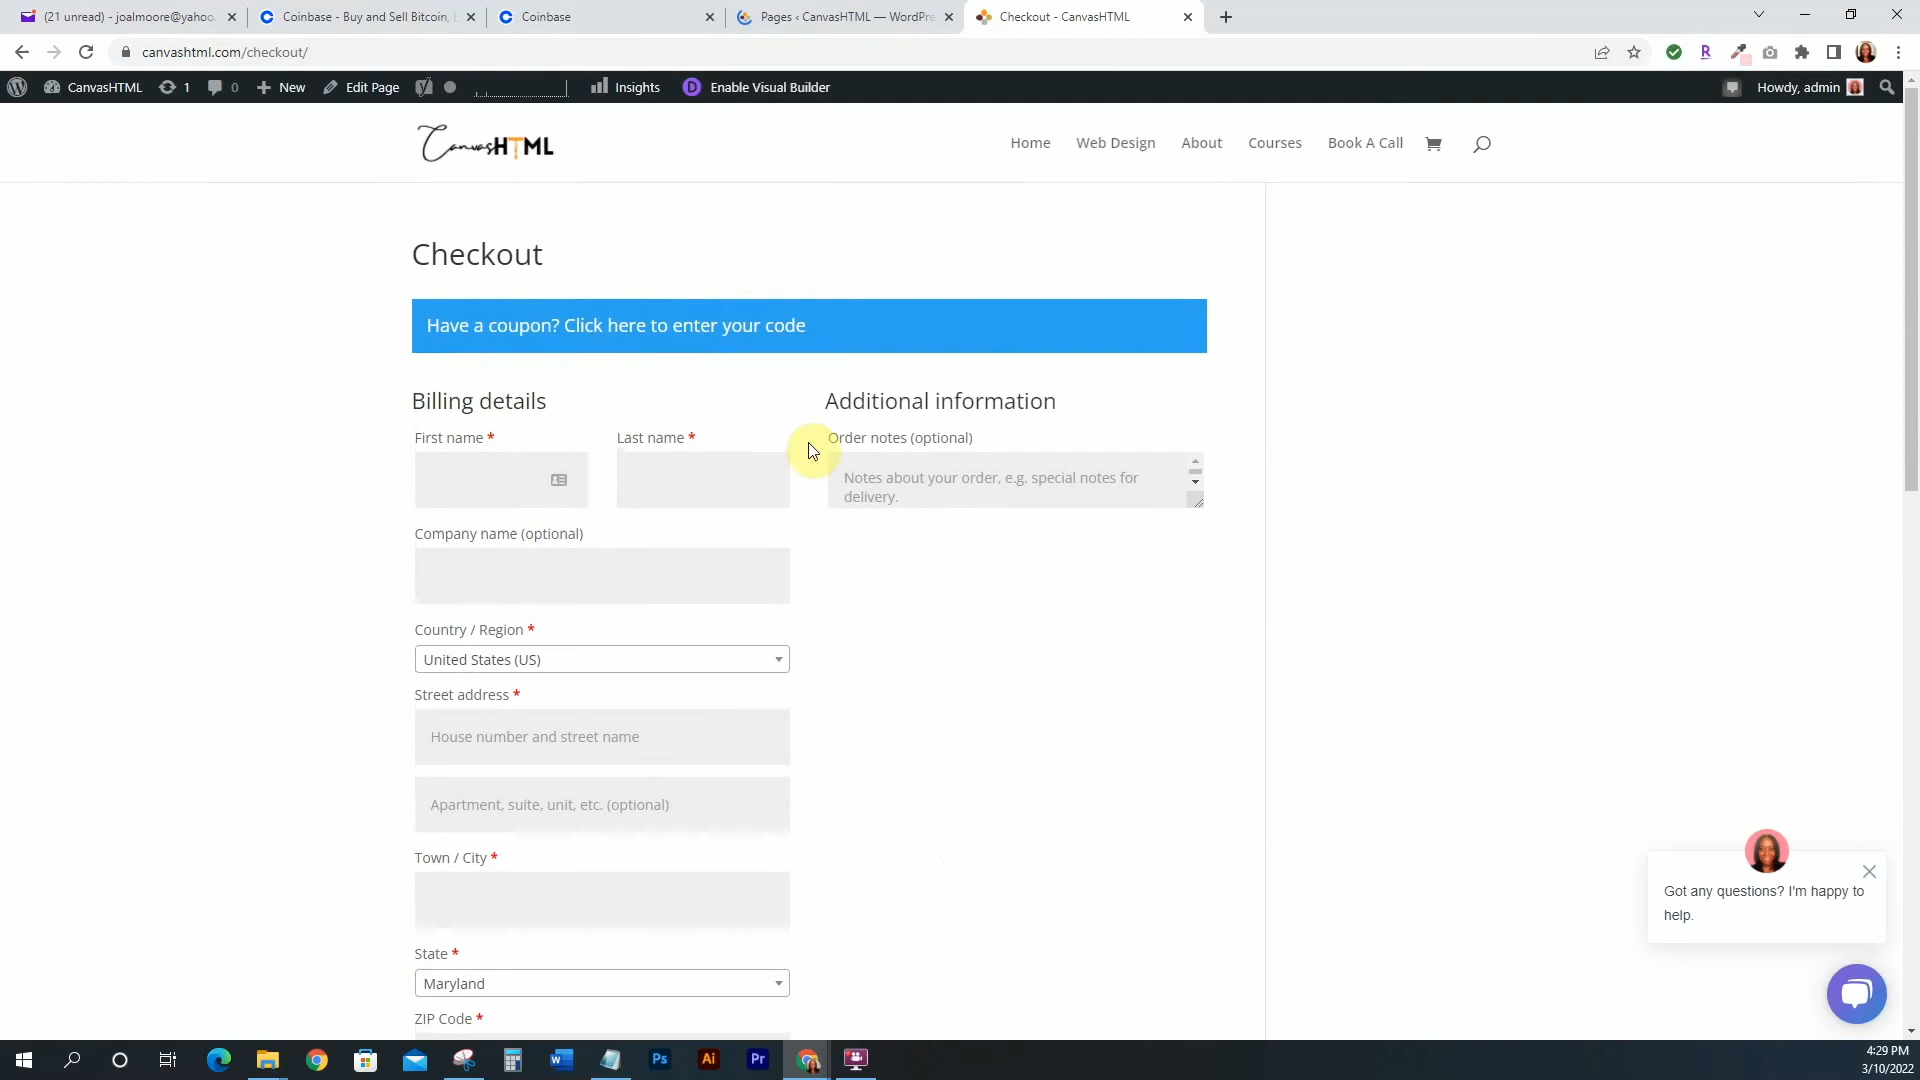 (21 unread) - joalmoore@yahoo.
Coinbase - Buy and Sell Bitcoin,
Coinbase
Pages ‹ CanvasHTML — WordPre
Checkout - CanvasHTML
canvashtml.com/checkout/
CanvasHTML
1
0
New
Edit Page
Insights
D
Enable Visual Builder
Howdy, admin
CanvasHTML
Home
Web Design
About
Courses
Book A Call
Checkout
Have a coupon? Click here to enter your code
Billing details
Additional information
First name *
Last name *
Order notes (optional)
Notes about your order, e.g. special notes for
delivery.
Company name (optional)
Country / Region *
United States (US)
Street address *
House number and street name
Apartment, suite, unit, etc. (optional)
Town / City *
State *
Maryland
ZIP Code *
Got any questions? I'm happy to
help.
Ps
Ai
Pr
4:29 PM
3/10/2022